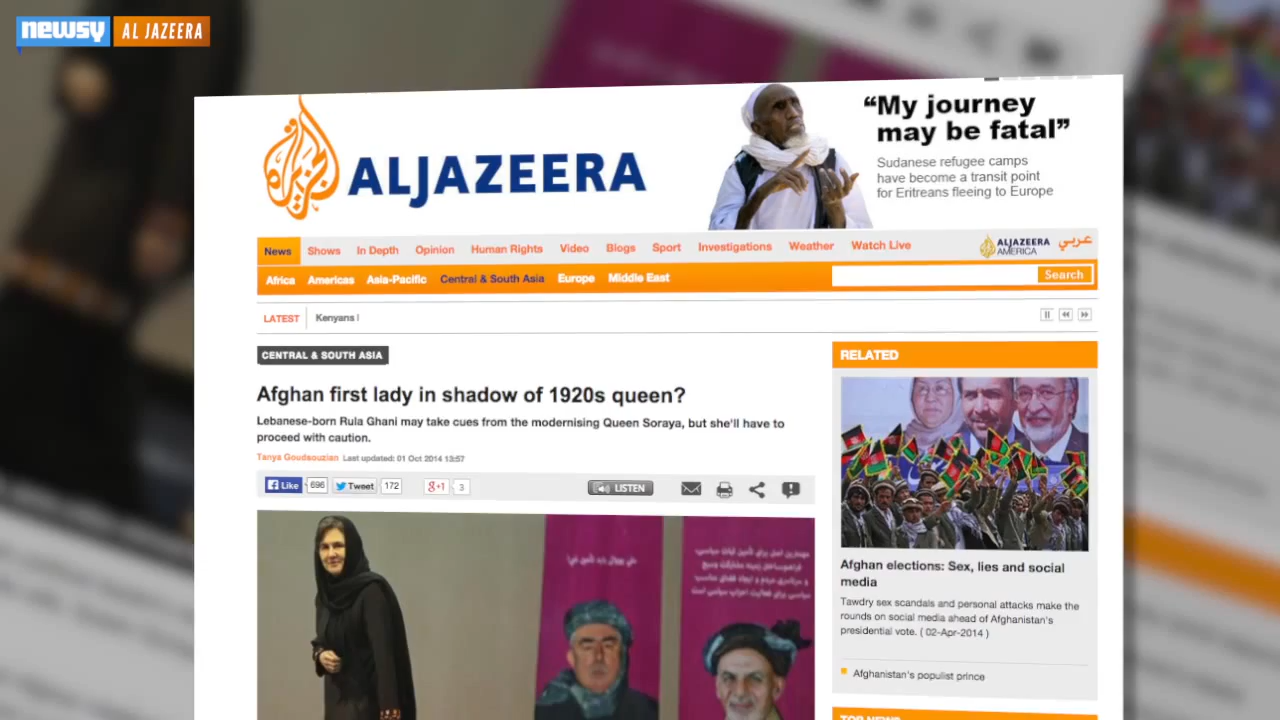 newsy AL JAZEERA
ALJAZEERA
“My journey
may be fatal”
Sudanese refugee camps
have become a transit point
for Eritreans fleeing to Europe
News Shows In Depth Opinion Human Rights Video Blogs Sport Investigations Weather Watch Live
ALJAZEERA
AMERICA
عربي
Africa Americas Asia-Pacific Central & South Asia Europe Middle East
Search
LATEST Kenyans
CENTRAL & SOUTH ASIA
Afghan first lady in shadow of 1920s queen?
Lebanese-born Rula Ghani may take cues from the modernising Queen Soraya, but she'll have to
proceed with caution.
Tanya Goudsouzian Last updated: 01 Oct 2014 13:57
Like 696 Tweet 172 g+1 3
LISTEN
RELATED
Afghan elections: Sex, lies and social
media
Tawdry sex scandals and personal attacks make the
rounds on social media ahead of Afghanistan's
presidential vote. ( 02-Apr-2014 )
Afghanistan's populist prince
TOP NEWS